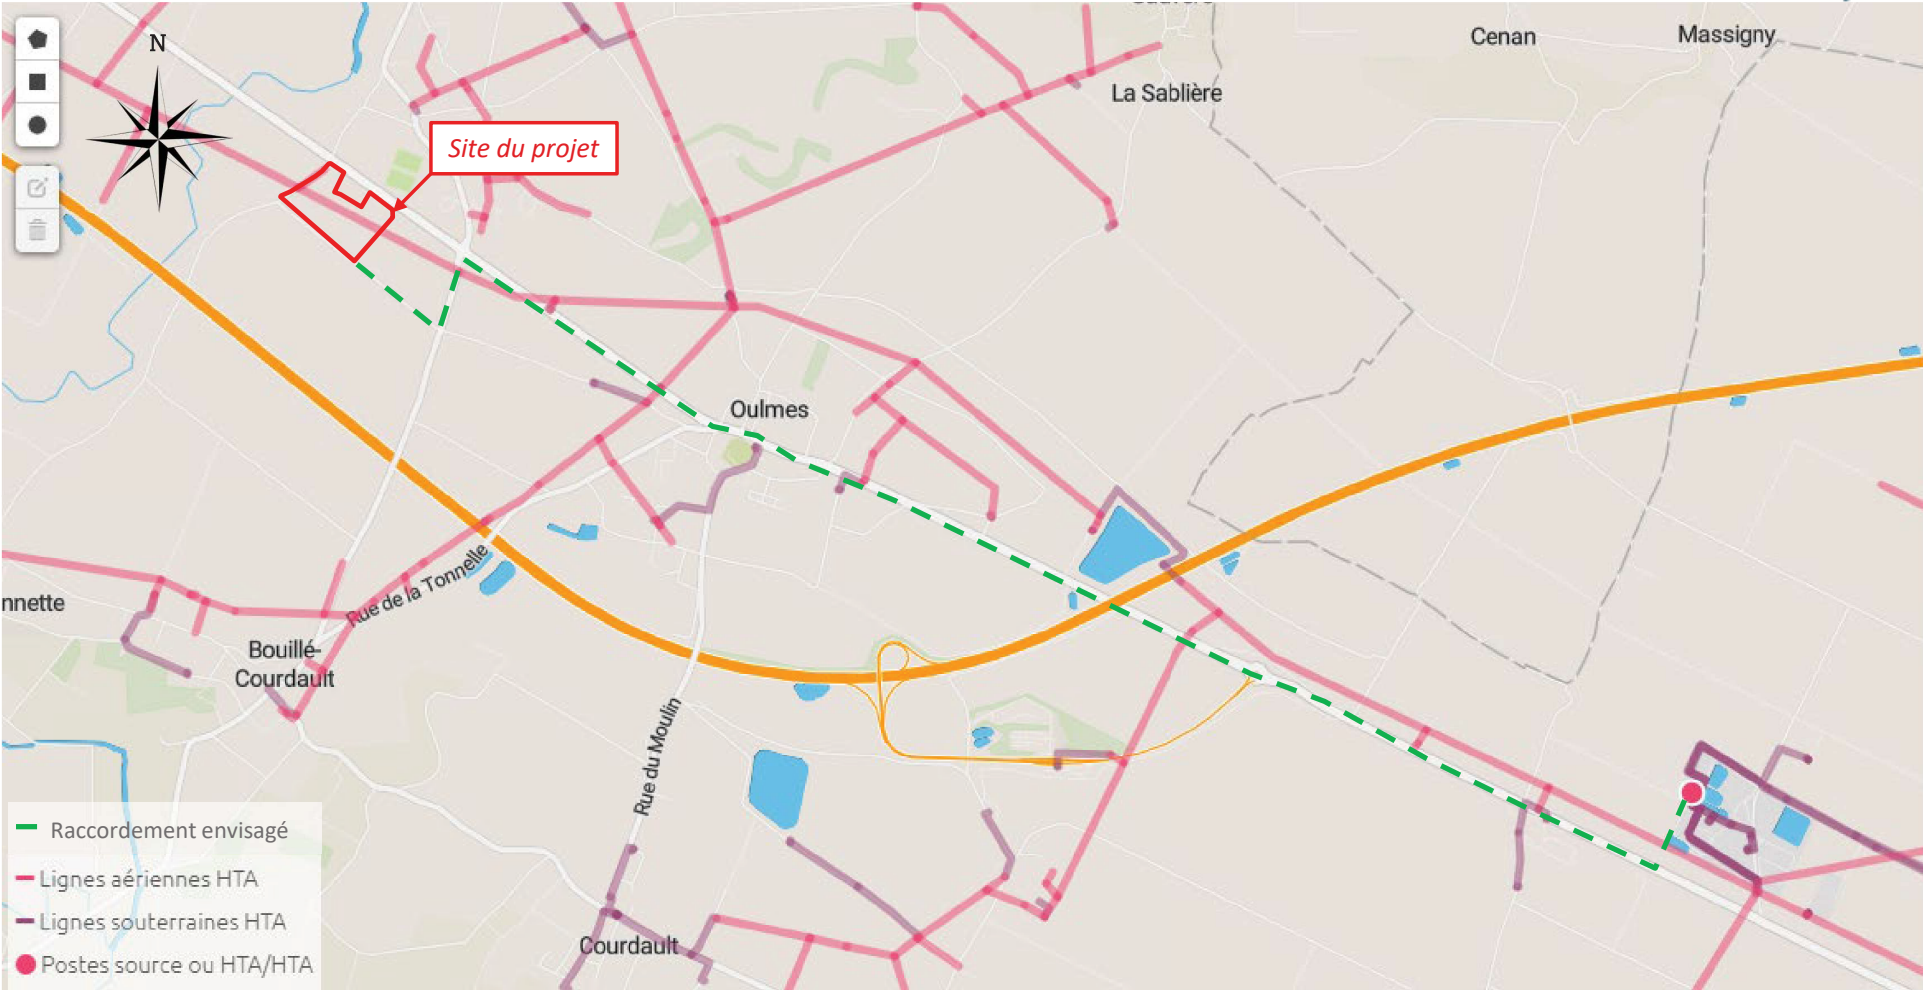 Cenan
Massigny
N
La Sablière
Site du projet
Oulmes
Rue de la Tonnelle
nnette
Bouillé-
Courdault
Rue du Moulin
Courdault
Raccordement envisagé
Lignes aériennes HTA
Lignes souterraines HTA
Postes source ou HTA/HTA